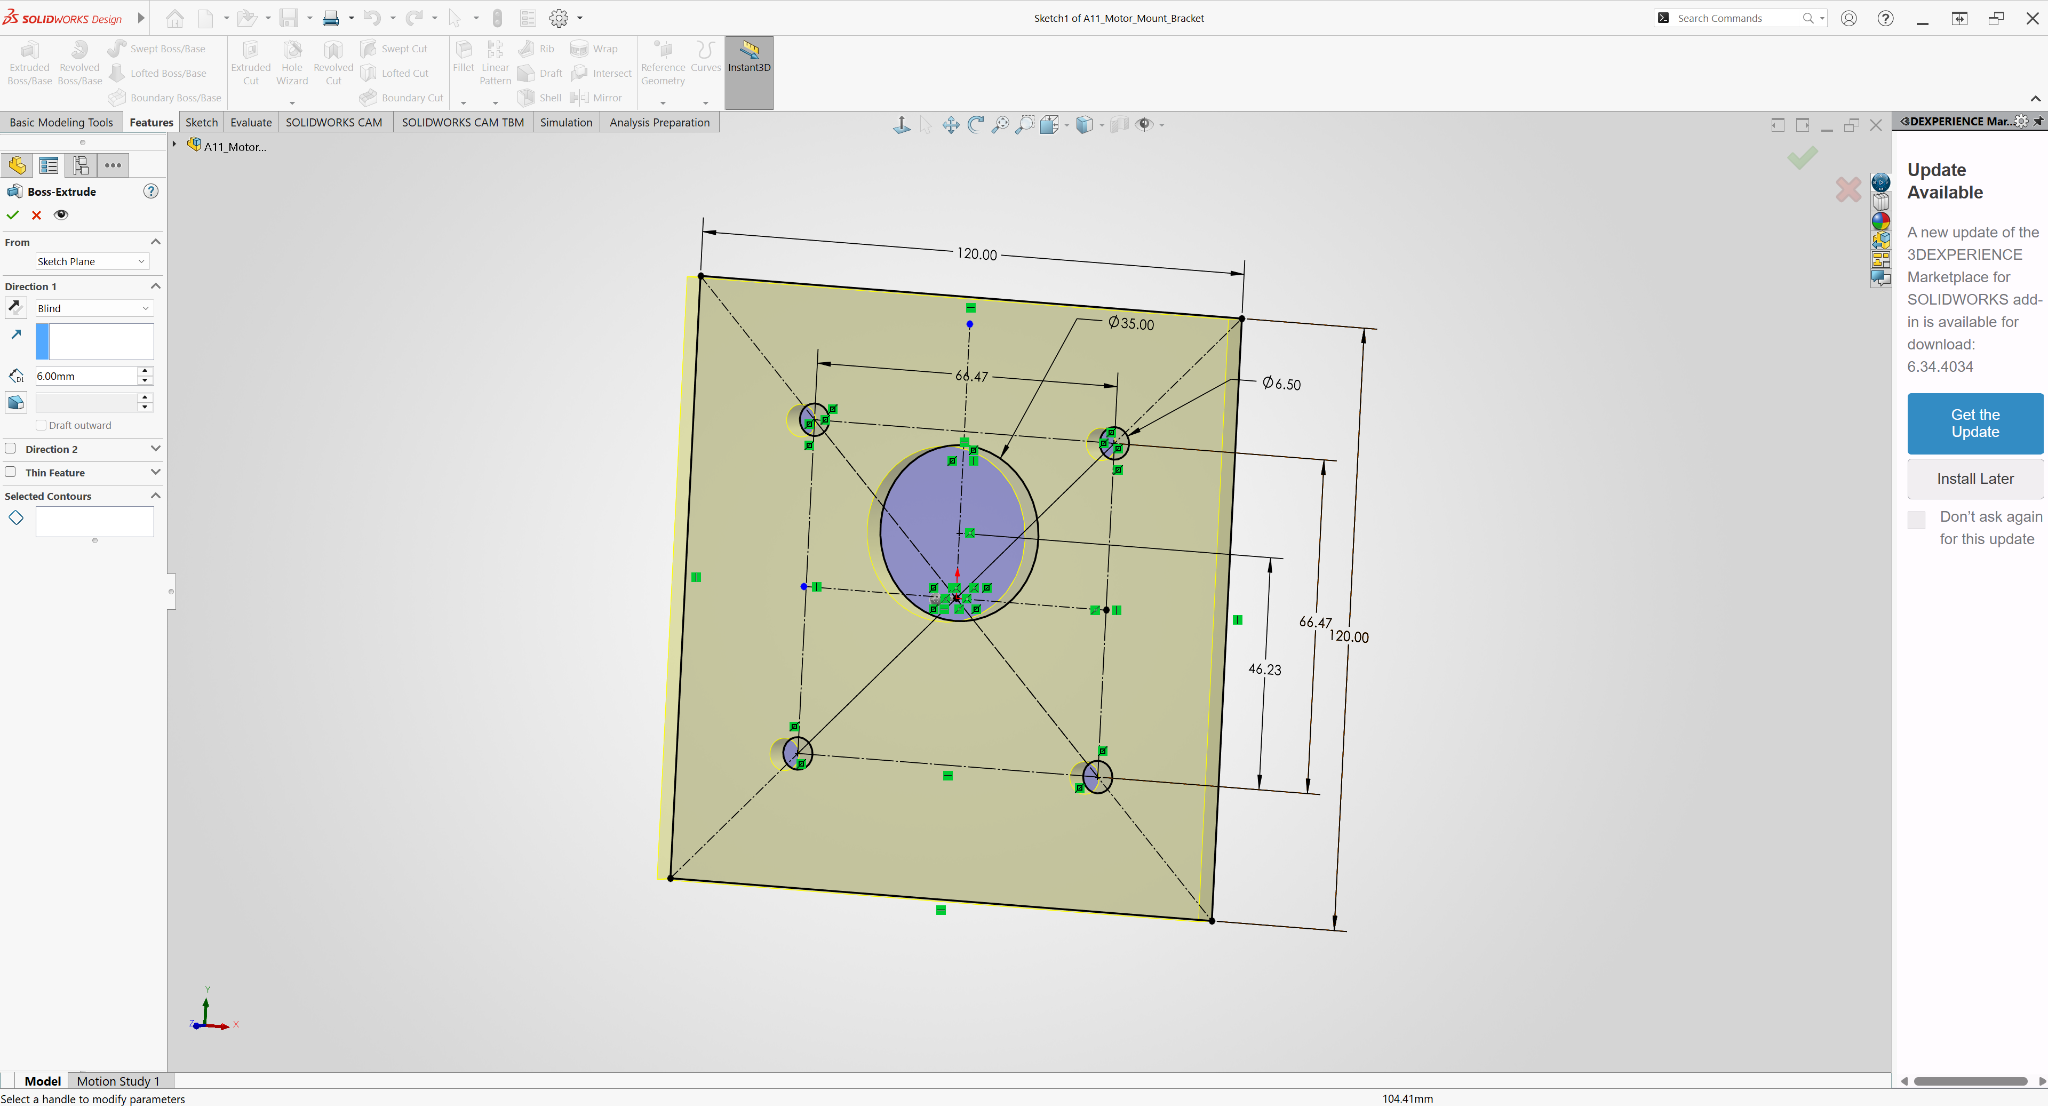 SOLIDWORKS Design
Sketch1 of A11_Motor_Mount_Bracket
Search Commands
Extruded Boss/Base
Revolved Boss/Base
Swept Boss/Base
Lofted Boss/Base
Boundary Boss/Base
Extruded Cut
Hole Wizard
Revolved Cut
Swept Cut
Lofted Cut
Boundary Cut
Fillet
Linear Pattern
Rib
Draft
Shell
Wrap
Intersect
Mirror
Reference Geometry
Curves
Instant3D
Basic Modeling Tools
Features
Sketch
Evaluate
SOLIDWORKS CAM
SOLIDWORKS CAM TBM
Simulation
Analysis Preparation
3DEXPERIENCE Mar...
A11_Motor...
Boss-Extrude
From
Sketch Plane
Direction 1
Blind
D1
6.00mm
Draft outward
Direction 2
Thin Feature
Selected Contours
120.00
Ø35.00
66.47
Ø6.50
66.47
120.00
46.23
Y
Z
X
Update
Available
A new update of the
3DEXPERIENCE
Marketplace for
SOLIDWORKS add-
in is available for
download:
6.34.4034
Get the
Update
Install Later
Don't ask again
for this update
Model
Motion Study 1
Select a handle to modify parameters
104.41mm